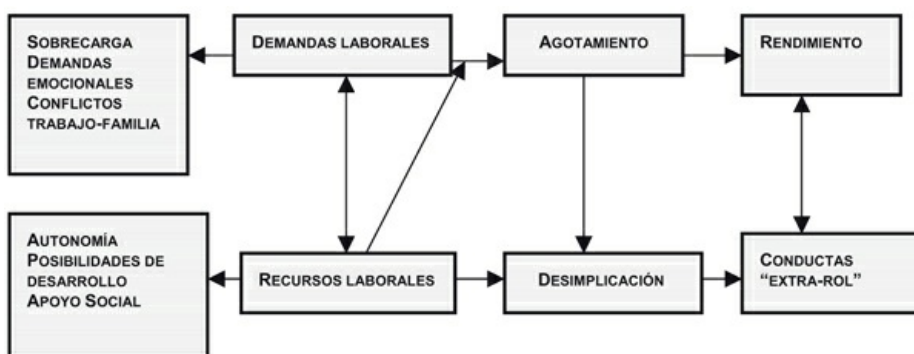 SOBRECARGA
DEMANDAS
EMOCIONALES
CONFLICTOS
TRABAJO-FAMILIA
DEMANDAS LABORALES
AGOTAMIENTO
RENDIMIENTO
AUTONOMÍA
POSIBILIDADES DE
DESARROLLO
APOYO SOCIAL
RECURSOS LABORALES
DESIMPLICACIÓN
CONDUCTAS
“EXTRA-ROL”